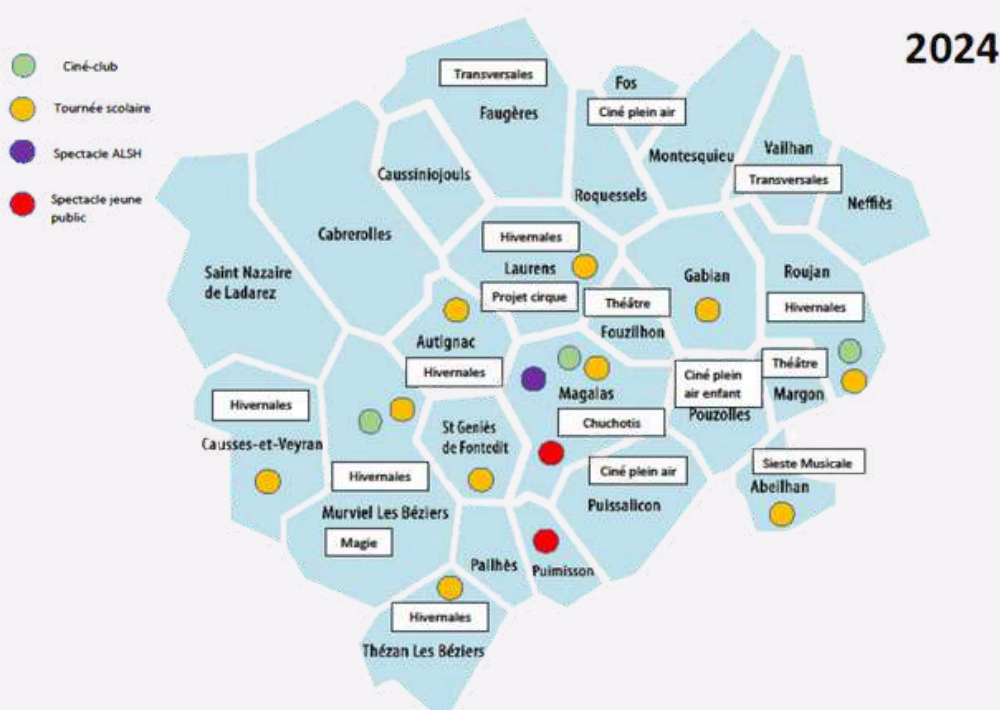 2024
Ciné-club
Tournée scolaire
Spectacle ALSH
Spectacle jeune
public
Transversales
Faugères
Fos
Ciné plein air
Montesquieu
Vailhan
Transversales
Neffiès
Caussiniojouls
Roquessels
Cabrerolles
Hivernales
Laurens
Projet cirque
Saint Nazaire
de Ladarez
Gabian
Roujan
Hivernales
Théâtre
Fouzilhon
Autignac
Hivernales
Théâtre
Margon
Ciné plein
air enfant
Pouzolles
Magalas
Chuchotis
Hivernales
Causses-et-Veyran
St Geniès
de Fontedit
Sieste Musicale
Abeilhan
Ciné plein air
Puissalicon
Hivernales
Murviel Les Béziers
Magie
Pailhès
Puimisson
Hivernales
Thézan Les Béziers